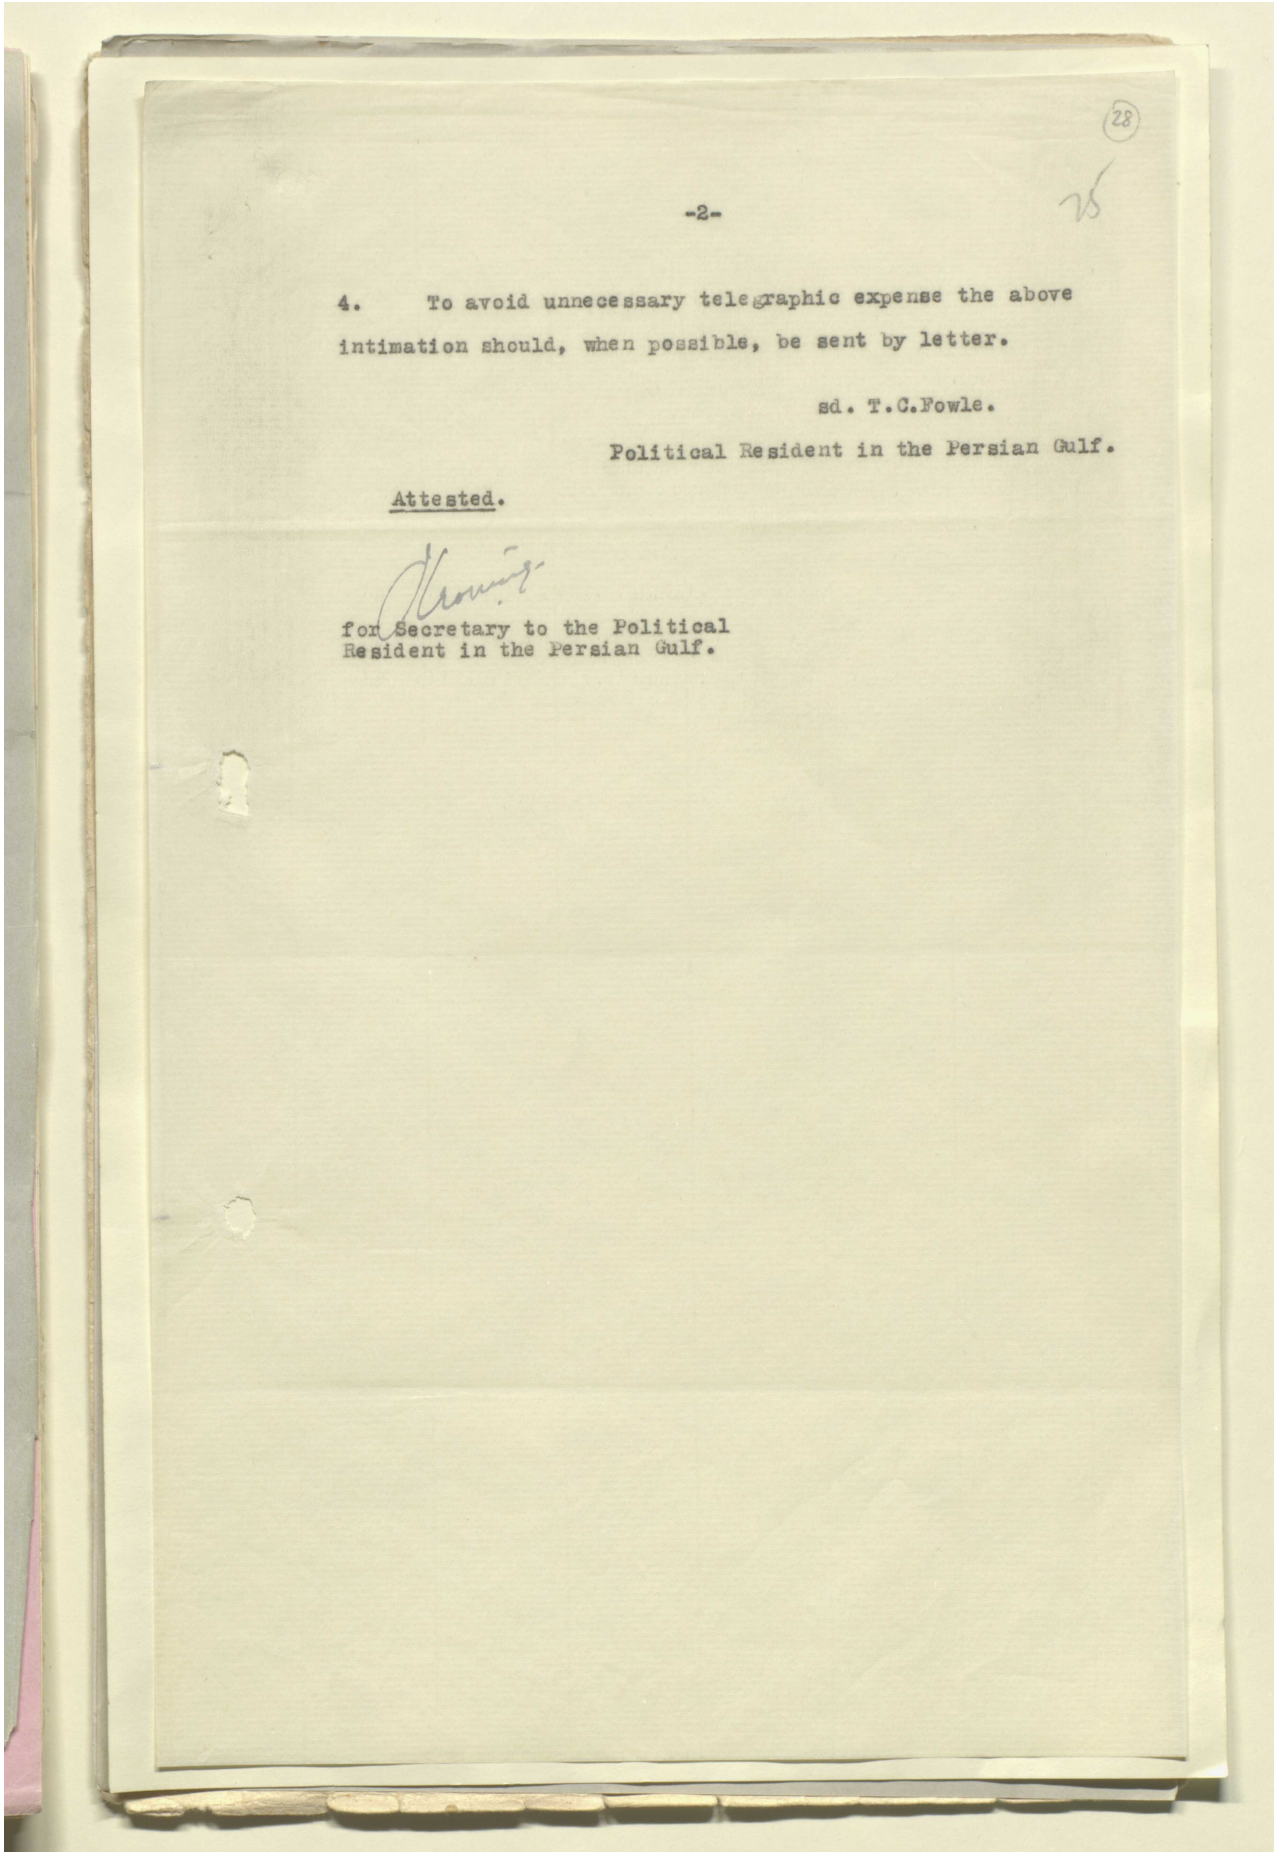 28
25
-2-
4. To avoid unnecessary telegraphic expense the above
intimation should, when possible, be sent by letter.
sd. T.C.Fowle.
Political Resident in the Persian Gulf.
Attested.
for Secretary to the Political
Resident in the Persian Gulf.